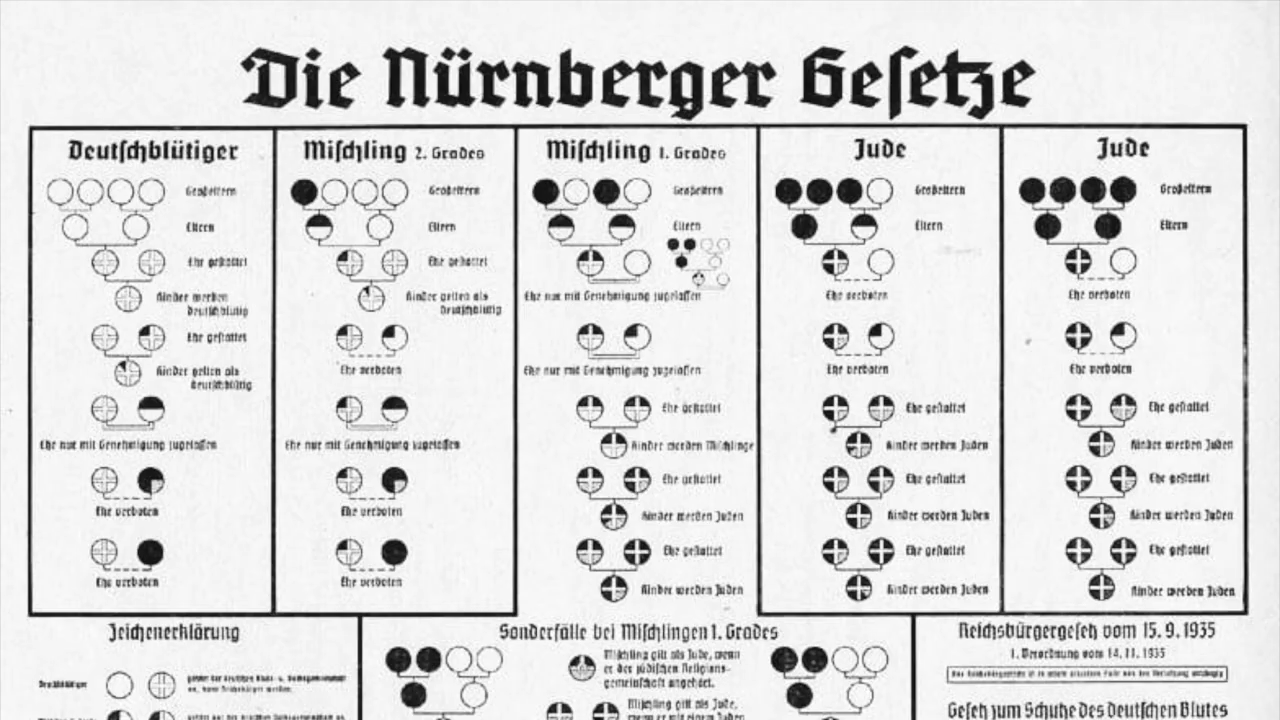 Die Nürnberger Gesetze
Deutschblütiger
Großeltern
Eltern
Ehe gestattet
Kinder werden
deutschblütig
Ehe gestattet
Kinder gelten als
deutschblütig
Ehe nur mit Genehmigung zugelassen
Ehe verboten
Ehe verboten
Mischling 2. Grades
Großeltern
Eltern
Ehe gestattet
Kinder gelten als
deutschblütig
Ehe verboten
Ehe nur mit Genehmigung zugelassen
Ehe verboten
Ehe verboten
Mischling 1. Grades
Großeltern
Eltern
Ehe nur mit Genehmigung zugelassen
Ehe nur mit Genehmigung zugelassen
Ehe gestattet
Kinder werden Mischlinge
Ehe gestattet
Kinder werden Juden
Ehe gestattet
Kinder werden Juden
Jude
Großeltern
Eltern
Ehe verboten
Ehe verboten
Ehe gestattet
Kinder werden Juden
Ehe gestattet
Kinder werden Juden
Ehe gestattet
Kinder werden Juden
Jude
Großeltern
Eltern
Ehe verboten
Ehe verboten
Ehe gestattet
Kinder werden Juden
Ehe gestattet
Kinder werden Juden
Ehe gestattet
Kinder werden Juden
Zeichenerklärung
Deutschblütiger
Sonderfälle bei Mischlingen 1. Grades
Mischling gilt als Jude, wenn
er der jüdischen Religions-
gemeinschaft angehört.
Mischling gilt als Jude,
wenn er mit einem Juden
Reichsbürgergesetz vom 15. 9. 1935
1. Verordnung vom 14. 11. 1935
Gesetz zum Schutze des deutschen Blutes